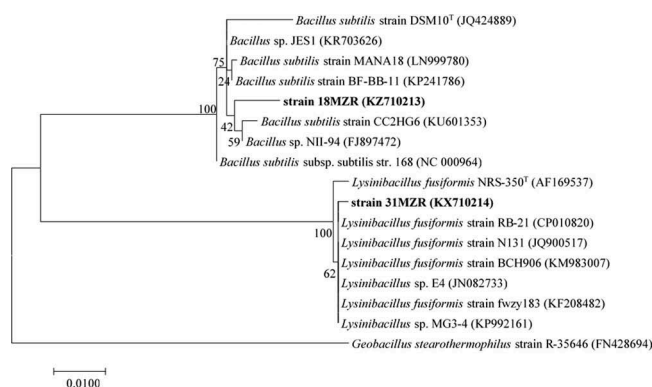 Bacillus subtilis strain DSM10ᵀ (JQ424889)
Bacillus sp. JES1 (KR703626)
75
Bacillus subtilis strain MANA18 (LN999780)
24
Bacillus subtilis strain BF-BB-11 (KP241786)
strain 18MZR (KZ710213)
100
Bacillus subtilis strain CC2HG6 (KU601353)
42
Bacillus sp. NII-94 (FJ897472)
59
Bacillus subtilis subsp. subtilis str. 168 (NC 000964)
Lysinibacillus fusiformis NRS-350ᵀ (AF169537)
strain 31MZR (KX710214)
Lysinibacillus fusiformis strain RB-21 (CP010820)
100
Lysinibacillus fusiformis strain N131 (JQ900517)
Lysinibacillus fusiformis strain BCH906 (KM983007)
62
Lysinibacillus sp. E4 (JN082733)
Lysinibacillus fusiformis strain fwzy183 (KF208482)
Lysinibacillus sp. MG3-4 (KP992161)
Geobacillus stearothermophilus strain R-35646 (FN428694)
0.0100